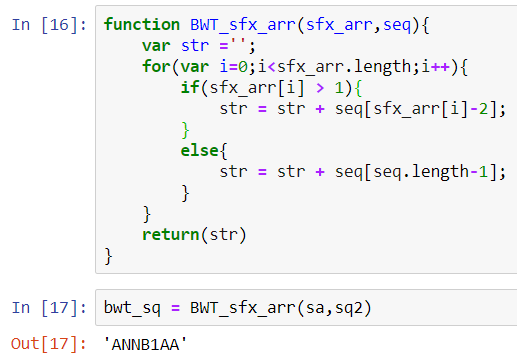 In [16]: function BWT_sfx_arr(sfx_arr,seq){
    var str ='';
    for(var i=0;i<sfx_arr.length;i++){
        if(sfx_arr[i] > 1){
            str = str + seq[sfx_arr[i]-2];
        }
        else{
            str = str + seq[seq.length-1];
        }
    }
    return(str)
}
In [17]: bwt_sq = BWT_sfx_arr(sa,sq2)
Out[17]: 'ANNB1AA'